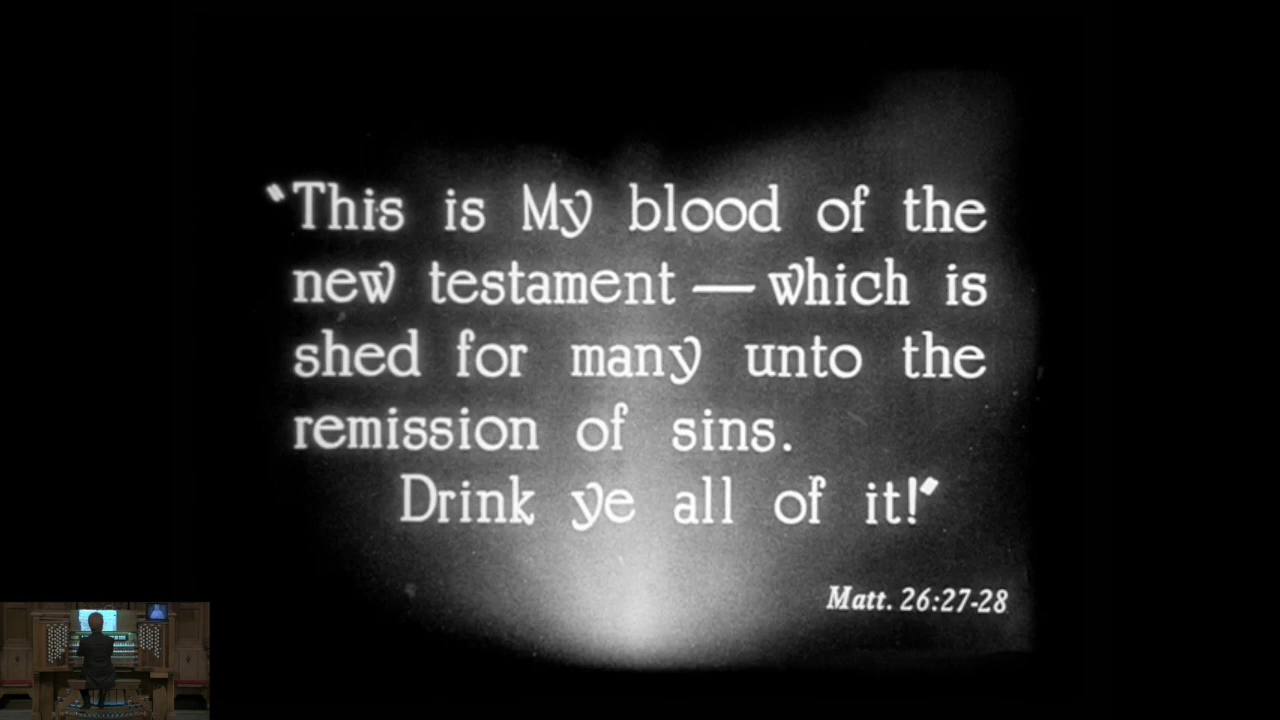 "This is My blood of the
new testament — which is
shed for many unto the
remission of sins.
Drink ye all of it!"
Matt. 26:27-28